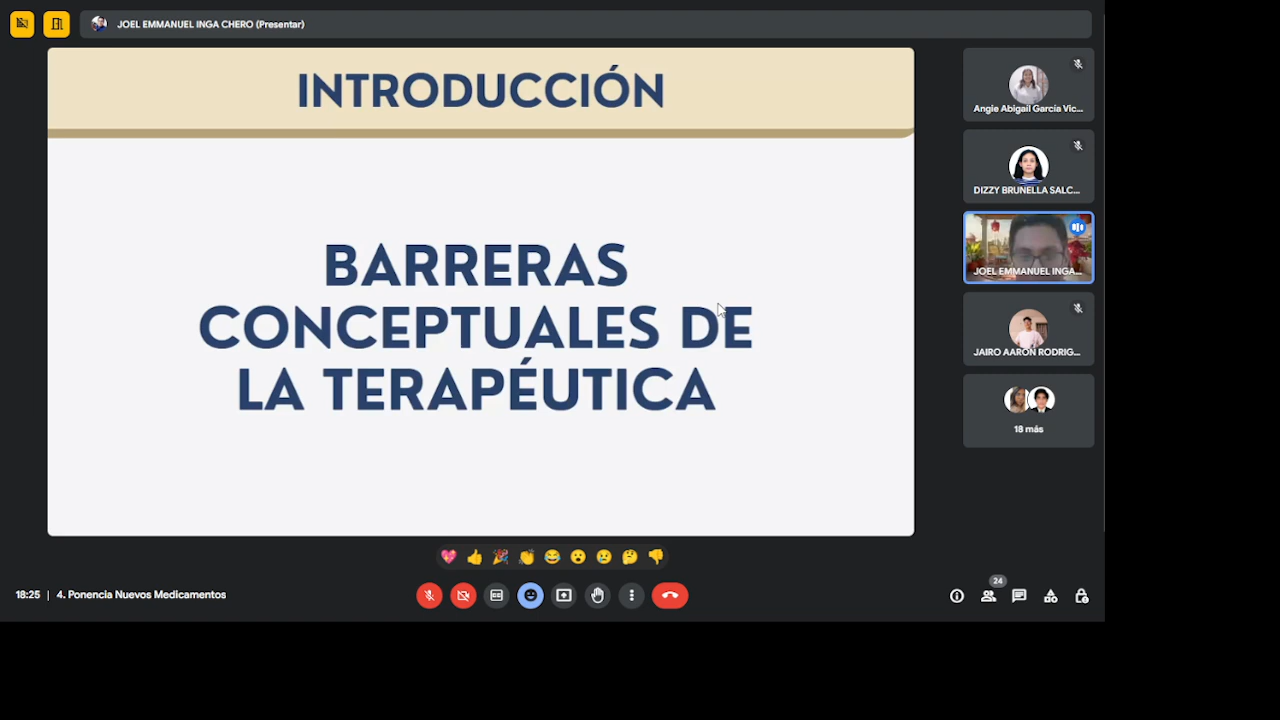 JOEL EMMANUEL INGA CHERO (Presentar)
INTRODUCCIÓN
BARRERAS
CONCEPTUALES DE
LA TERAPÉUTICA
Angie Abigail García Vic...
DIZZY BRUNELLA SALC...
JOEL EMMANUEL INGA...
JAIRO AARON RODRIG...
18 más
18:25 | 4. Ponencia Nuevos Medicamentos
24